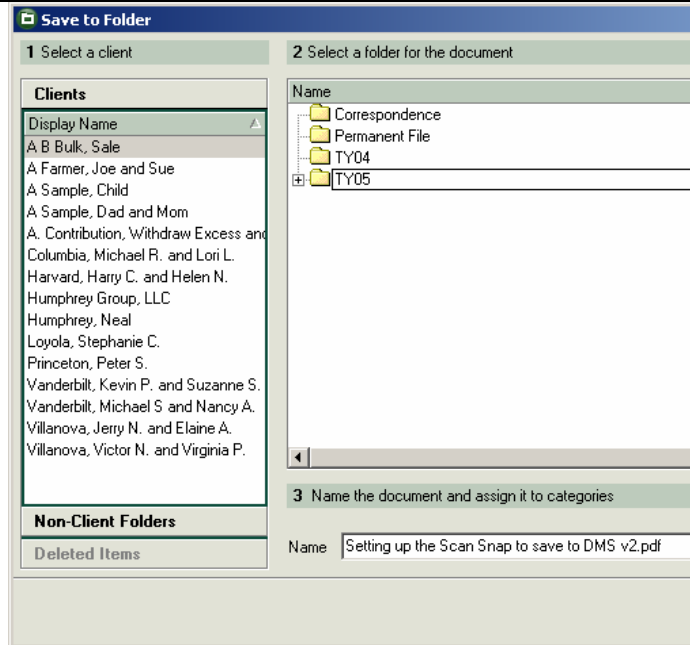 Save to Folder
1 Select a client
2 Select a folder for the document
Clients
Display Name
A B Bulk, Sale
A Farmer, Joe and Sue
A Sample, Child
A Sample, Dad and Mom
A. Contribution, Withdraw Excess and
Columbia, Michael R. and Lori L.
Harvard, Harry C. and Helen N.
Humphrey Group, LLC
Humphrey, Neal
Loyola, Stephanie C.
Princeton, Peter S.
Vanderbilt, Kevin P. and Suzanne S.
Vanderbilt, Michael S and Nancy A.
Villanova, Jerry N. and Elaine A.
Villanova, Victor N. and Virginia P.
Non-Client Folders
Deleted Items
Name
Correspondence
Permanent File
TY04
TY05
3 Name the document and assign it to categories
Name Setting up the Scan Snap to save to DMS v2.pdf